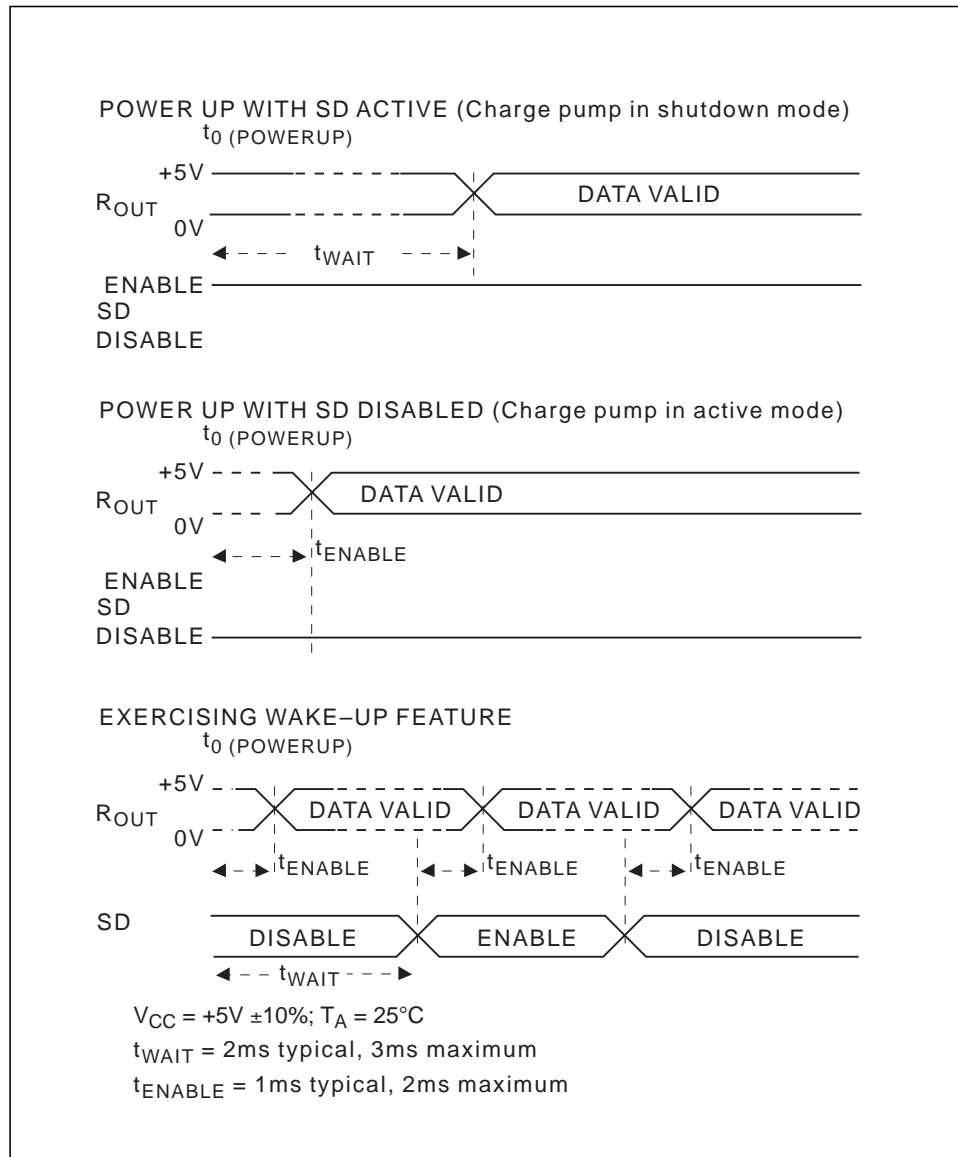 POWER UP WITH SD ACTIVE (Charge pump in shutdown mode)
t0 (POWERUP)
+5V
ROUT
DATA VALID
0V
tWAIT
ENABLE
SD
DISABLE
POWER UP WITH SD DISABLED (Charge pump in active mode)
t0 (POWERUP)
+5V
ROUT
DATA VALID
0V
tENABLE
ENABLE
SD
DISABLE
EXERCISING WAKE–UP FEATURE
t0 (POWERUP)
+5V
ROUT
DATA VALID DATA VALID DATA VALID
0V
tENABLE tENABLE tENABLE
SD
DISABLE ENABLE DISABLE
tWAIT
VCC = +5V ±10%; TA = 25°C
tWAIT = 2ms typical, 3ms maximum
tENABLE = 1ms typical, 2ms maximum